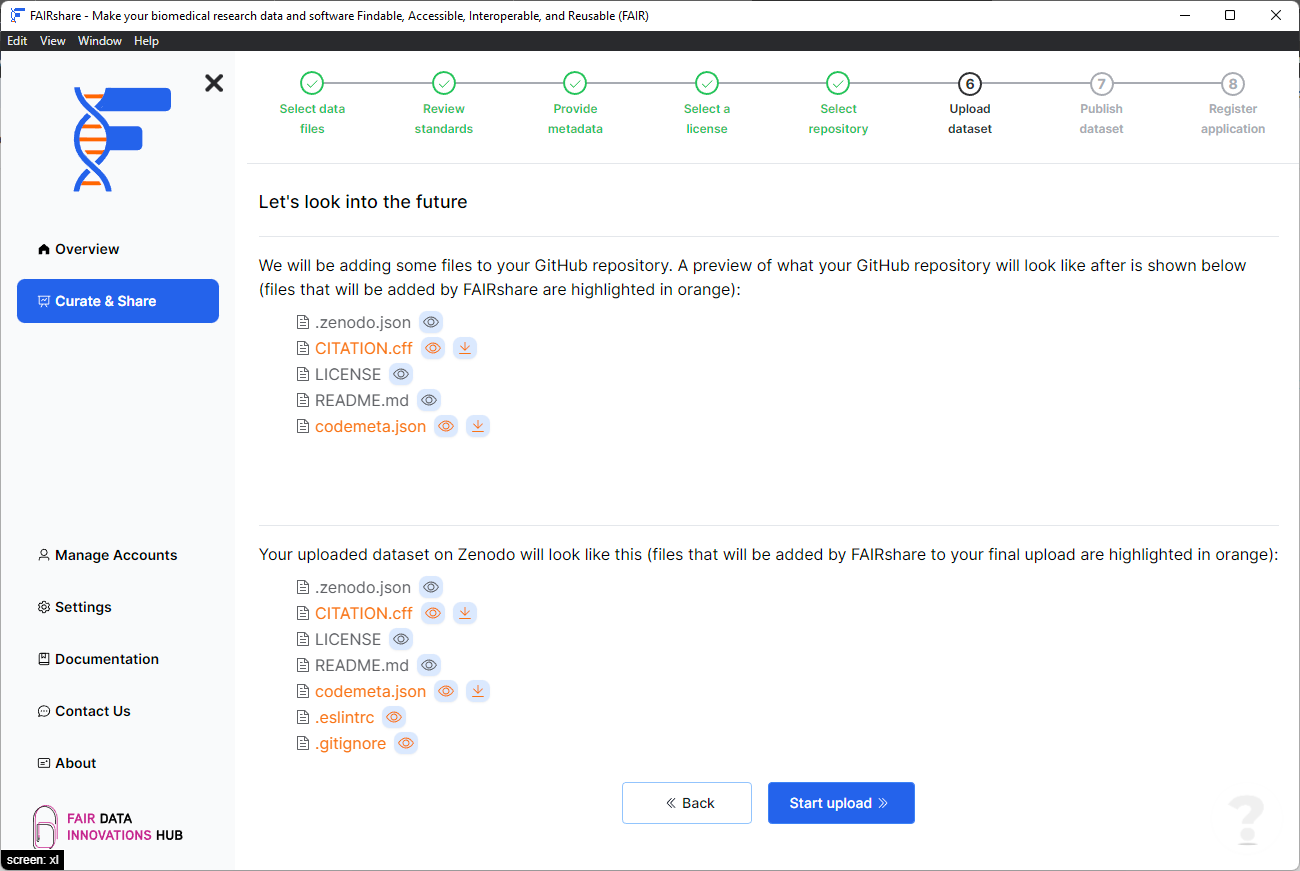 FAIRshare - Make your biomedical research data and software Findable, Accessible, Interoperable, and Reusable (FAIR)
Edit View Window Help
6 7 8
Select data files
Review standards
Provide metadata
Select a license
Select repository
Upload dataset
Publish dataset
Register application
Overview
Curate & Share
Manage Accounts
Settings
Documentation
Contact Us
About
FAIR DATA
INNOVATIONS HUB
screen: xl
Let's look into the future
We will be adding some files to your GitHub repository. A preview of what your GitHub repository will look like after is shown below
(files that will be added by FAIRshare are highlighted in orange):
.zenodo.json
CITATION.cff
LICENSE
README.md
codemeta.json
Your uploaded dataset on Zenodo will look like this (files that will be added by FAIRshare to your final upload are highlighted in orange):
.zenodo.json
CITATION.cff
LICENSE
README.md
codemeta.json
.eslintrc
.gitignore
« Back
Start upload »
?